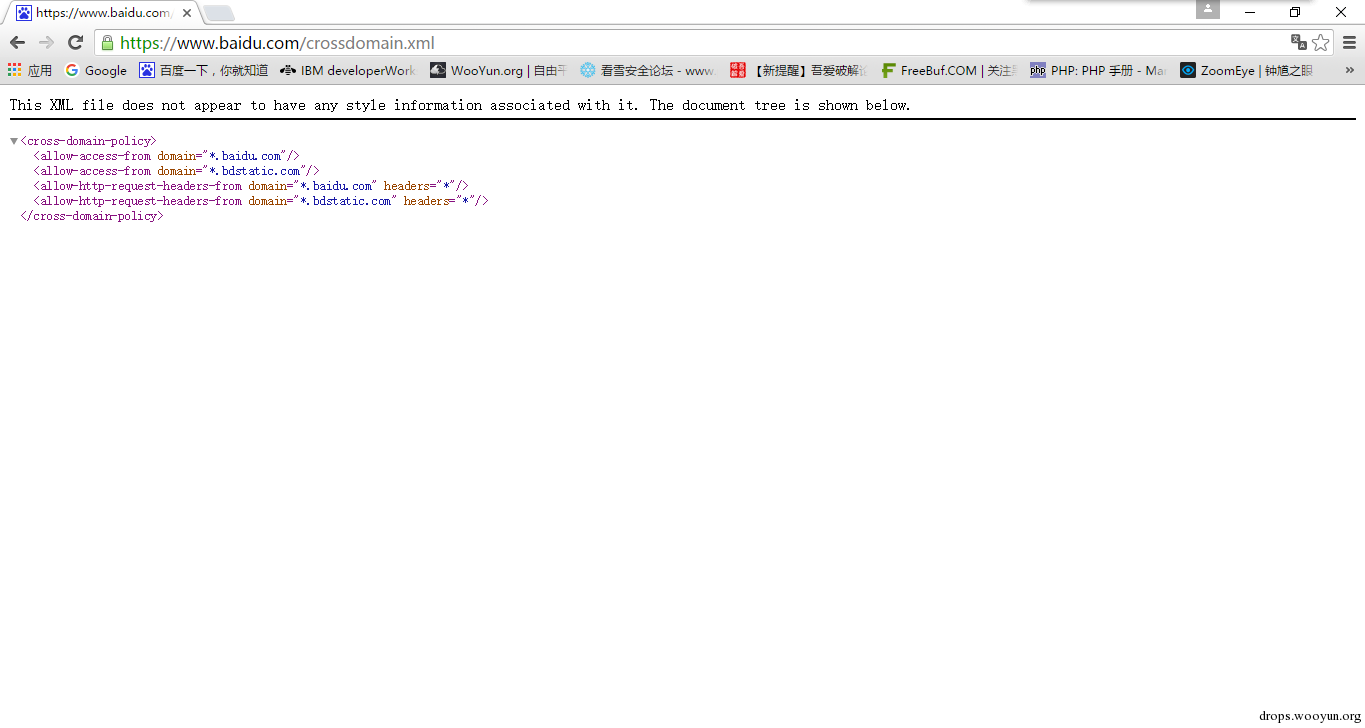 https://www.baidu.com/
https://www.baidu.com/crossdomain.xml
应用 Google 百度一下，你就知道 IBM developerWork WooYun.org | 自由平 看雪安全论坛 - www. 【新提醒】吾爱破解论 FreeBuf.COM | 关注 php PHP: PHP 手册 - Ma ZoomEye | 钟馗之眼 »
This XML file does not appear to have any style information associated with it. The document tree is shown below.
▼<cross-domain-policy>
<allow-access-from domain="*.baidu.com"/>
<allow-access-from domain="*.bdstatic.com"/>
<allow-http-request-headers-from domain="*.baidu.com" headers="*"/>
<allow-http-request-headers-from domain="*.bdstatic.com" headers="*"/>
</cross-domain-policy>
drops.wooyun.org